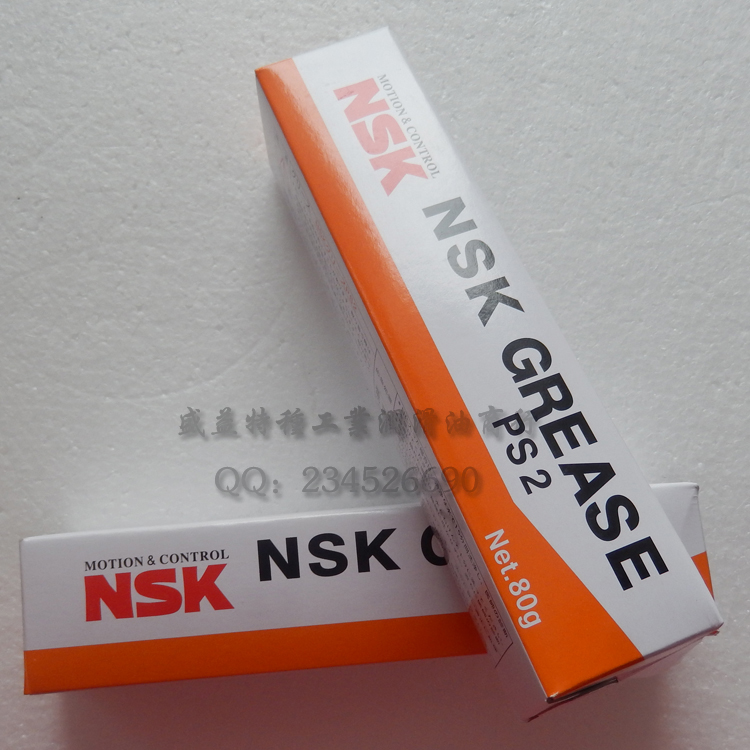 MOTION & CONTROL
NSK
NSK GREASE
PS 2
Net.80g
盛益特種工業潤滑油商行
QQ：234526690
MOTION & CONTROL
NSK
NSK G